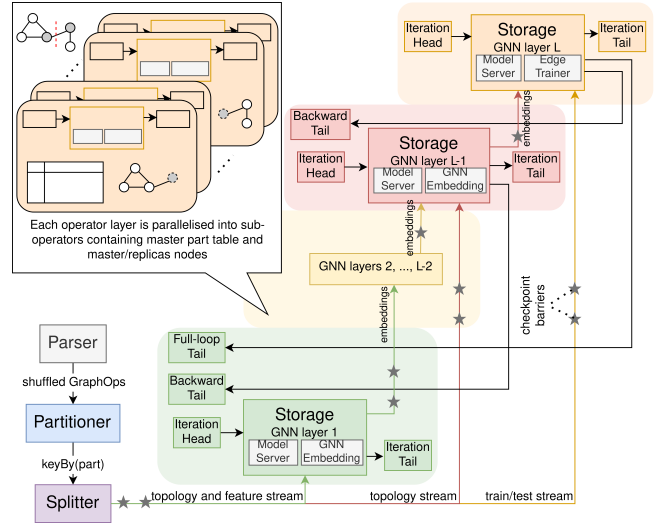 Iteration
Head
Storage
GNN layer L
Model
Server
Edge
Trainer
Iteration
Tail
embeddings
Backward
Tail
Iteration
Head
Storage
GNN layer L-1
Model
Server
GNN
Embedding
Iteration
Tail
Each operator layer is parallelised into sub-
operators containing master part table and
master/replicas nodes
embeddings
GNN layers 2, ..., L-2
embeddings
checkpoint
barriers
Parser
shuffled GraphOps
Partitioner
keyBy(part)
Splitter
Full-loop
Tail
Backward
Tail
Iteration
Head
Storage
GNN layer 1
Model
Server
GNN
Embedding
Iteration
Tail
topology and feature stream
topology stream
train/test stream